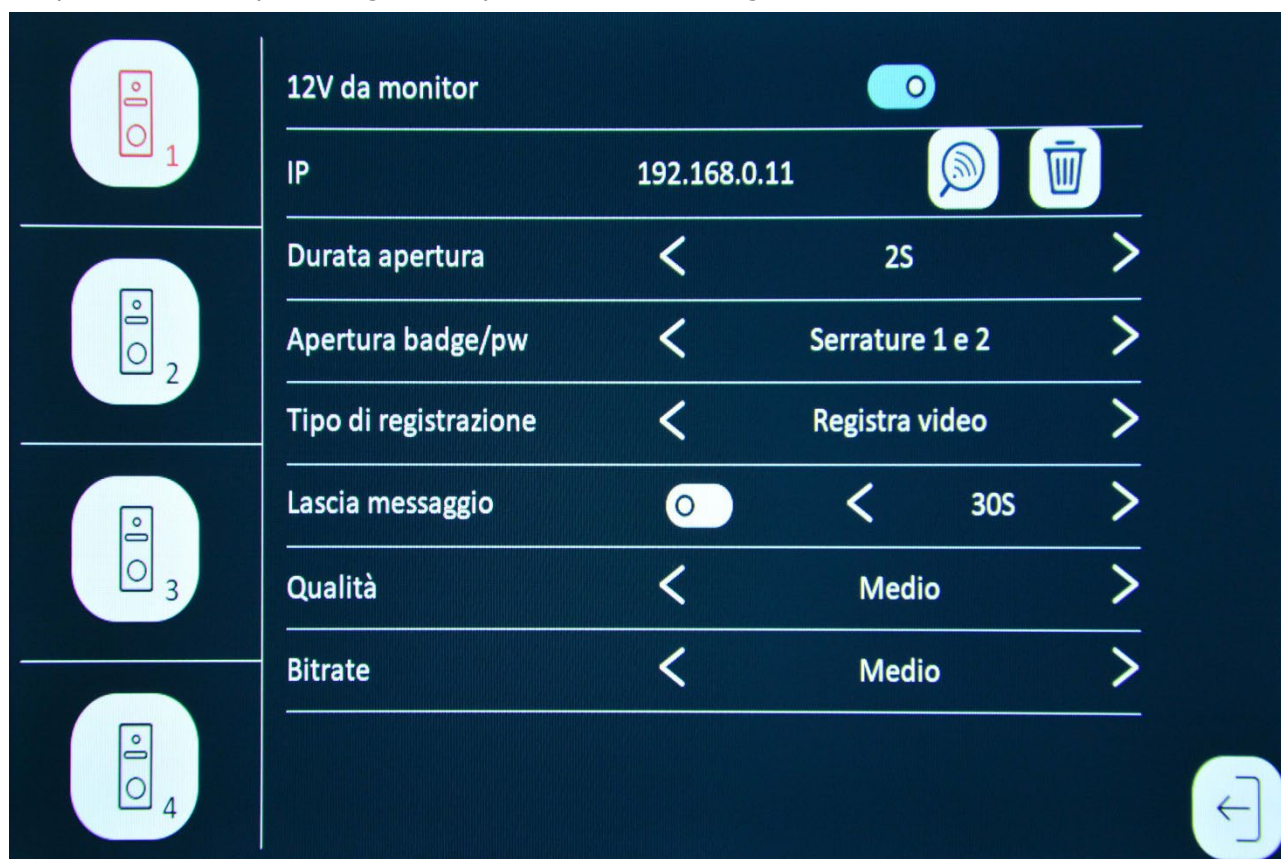 12V da monitor
IP 192.168.0.11
Durata apertura < 2S >
Apertura badge/pw < Serrature 1 e 2 >
Tipo di registrazione < Registra video >
Lascia messaggio < 30S >
Qualità < Medio >
Bitrate < Medio >
1
2
3
4